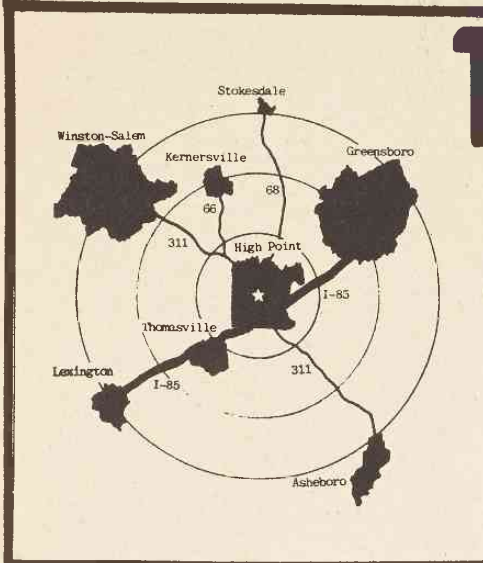 Stokesdale
Winston-Salem
Kernersville
Greensboro
68
66
311
High Point
I-85
Thomasville
Lexington
I-85
311
Asheboro